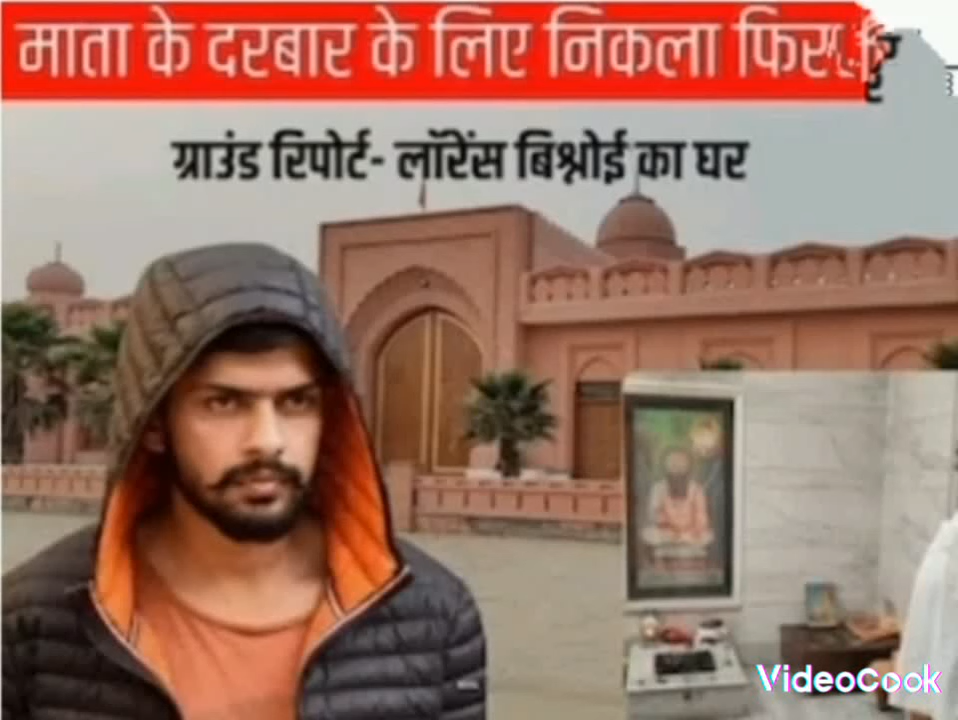 माता के दरबार के लिए निकला
ग्राउंड रिपोर्ट- लॉरेंस बिश्नोई का घर
VideoCook